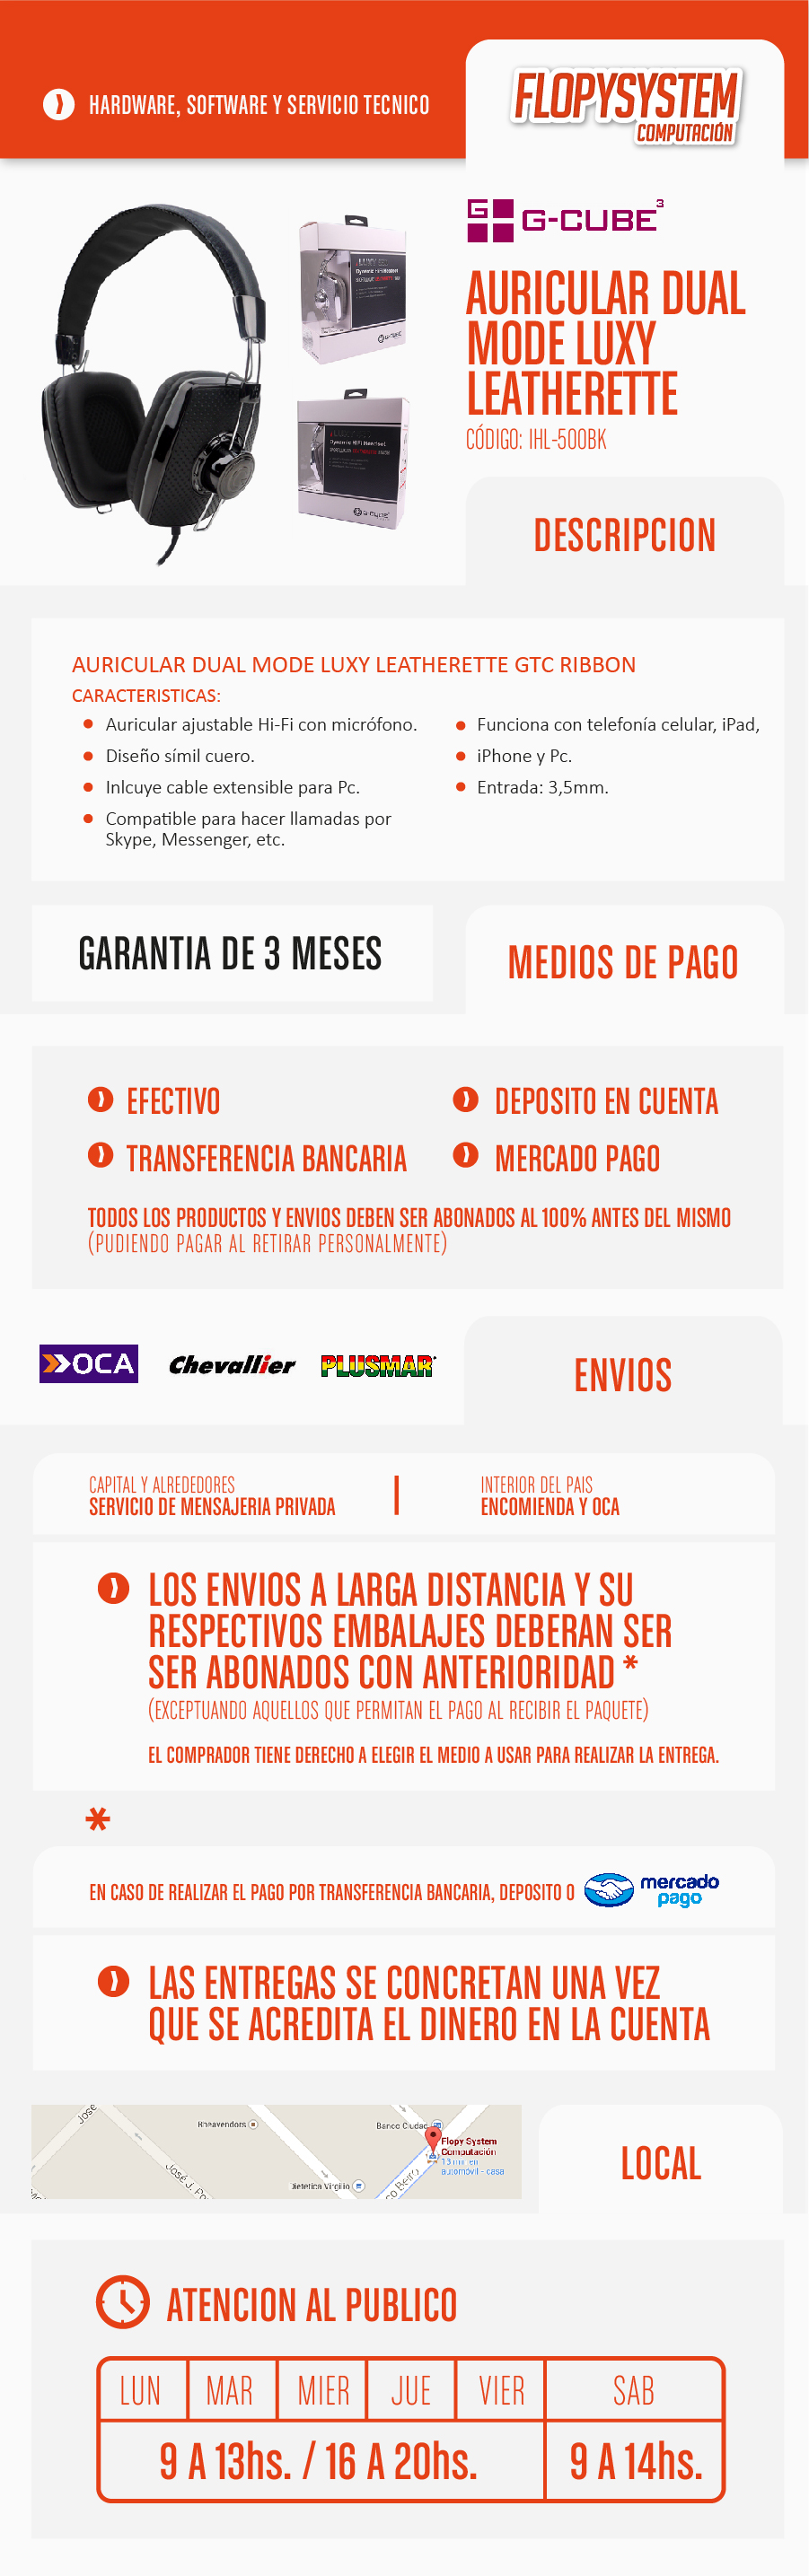 HARDWARE, SOFTWARE Y SERVICIO TECNICO
FLOPYSYSTEM
COMPUTACIÓN
G
G-CUBE3
AURICULAR DUAL
MODE LUXY
LEATHERETTE
CÓDIGO: IHL-500BK
DESCRIPCION
AURICULAR DUAL MODE LUXY LEATHERETTE GTC RIBBON
CARACTERISTICAS:
Auricular ajustable Hi-Fi con micrófono.
Diseño símil cuero.
Inlcuye cable extensible para Pc.
Compatible para hacer llamadas por
Skype, Messenger, etc.
Funciona con telefonía celular, iPad,
iPhone y Pc.
Entrada: 3,5mm.
GARANTIA DE 3 MESES
MEDIOS DE PAGO
EFECTIVO
DEPOSITO EN CUENTA
TRANSFERENCIA BANCARIA
MERCADO PAGO
TODOS LOS PRODUCTOS Y ENVIOS DEBEN SER ABONADOS AL 100% ANTES DEL MISMO
(PUDIENDO PAGAR AL RETIRAR PERSONALMENTE)
OCA
Chevallier
PLUSMAR
ENVIOS
CAPITAL Y ALREDEDORES
SERVICIO DE MENSAJERIA PRIVADA
INTERIOR DEL PAIS
ENCOMIENDA Y OCA
LOS ENVIOS A LARGA DISTANCIA Y SU
RESPECTIVOS EMBALAJES DEBERAN SER
SER ABONADOS CON ANTERIORIDAD *
(EXCEPTUANDO AQUELLOS QUE PERMITAN EL PAGO AL RECIBIR EL PAQUETE)
EL COMPRADOR TIENE DERECHO A ELEGIR EL MEDIO A USAR PARA REALIZAR LA ENTREGA.
*
EN CASO DE REALIZAR EL PAGO POR TRANSFERENCIA BANCARIA, DEPOSITO O
mercado
pago
LAS ENTREGAS SE CONCRETAN UNA VEZ
QUE SE ACREDITA EL DINERO EN LA CUENTA
Jose
José J. Po
Banco Ciudad
Flopy System
Computación
13 min en
automóvil - casa
Dietetica Virgilio
LOCAL
ATENCION AL PUBLICO
LUN MAR MIER JUE VIER SAB
9 A 13hs. / 16 A 20hs. 9 A 14hs.